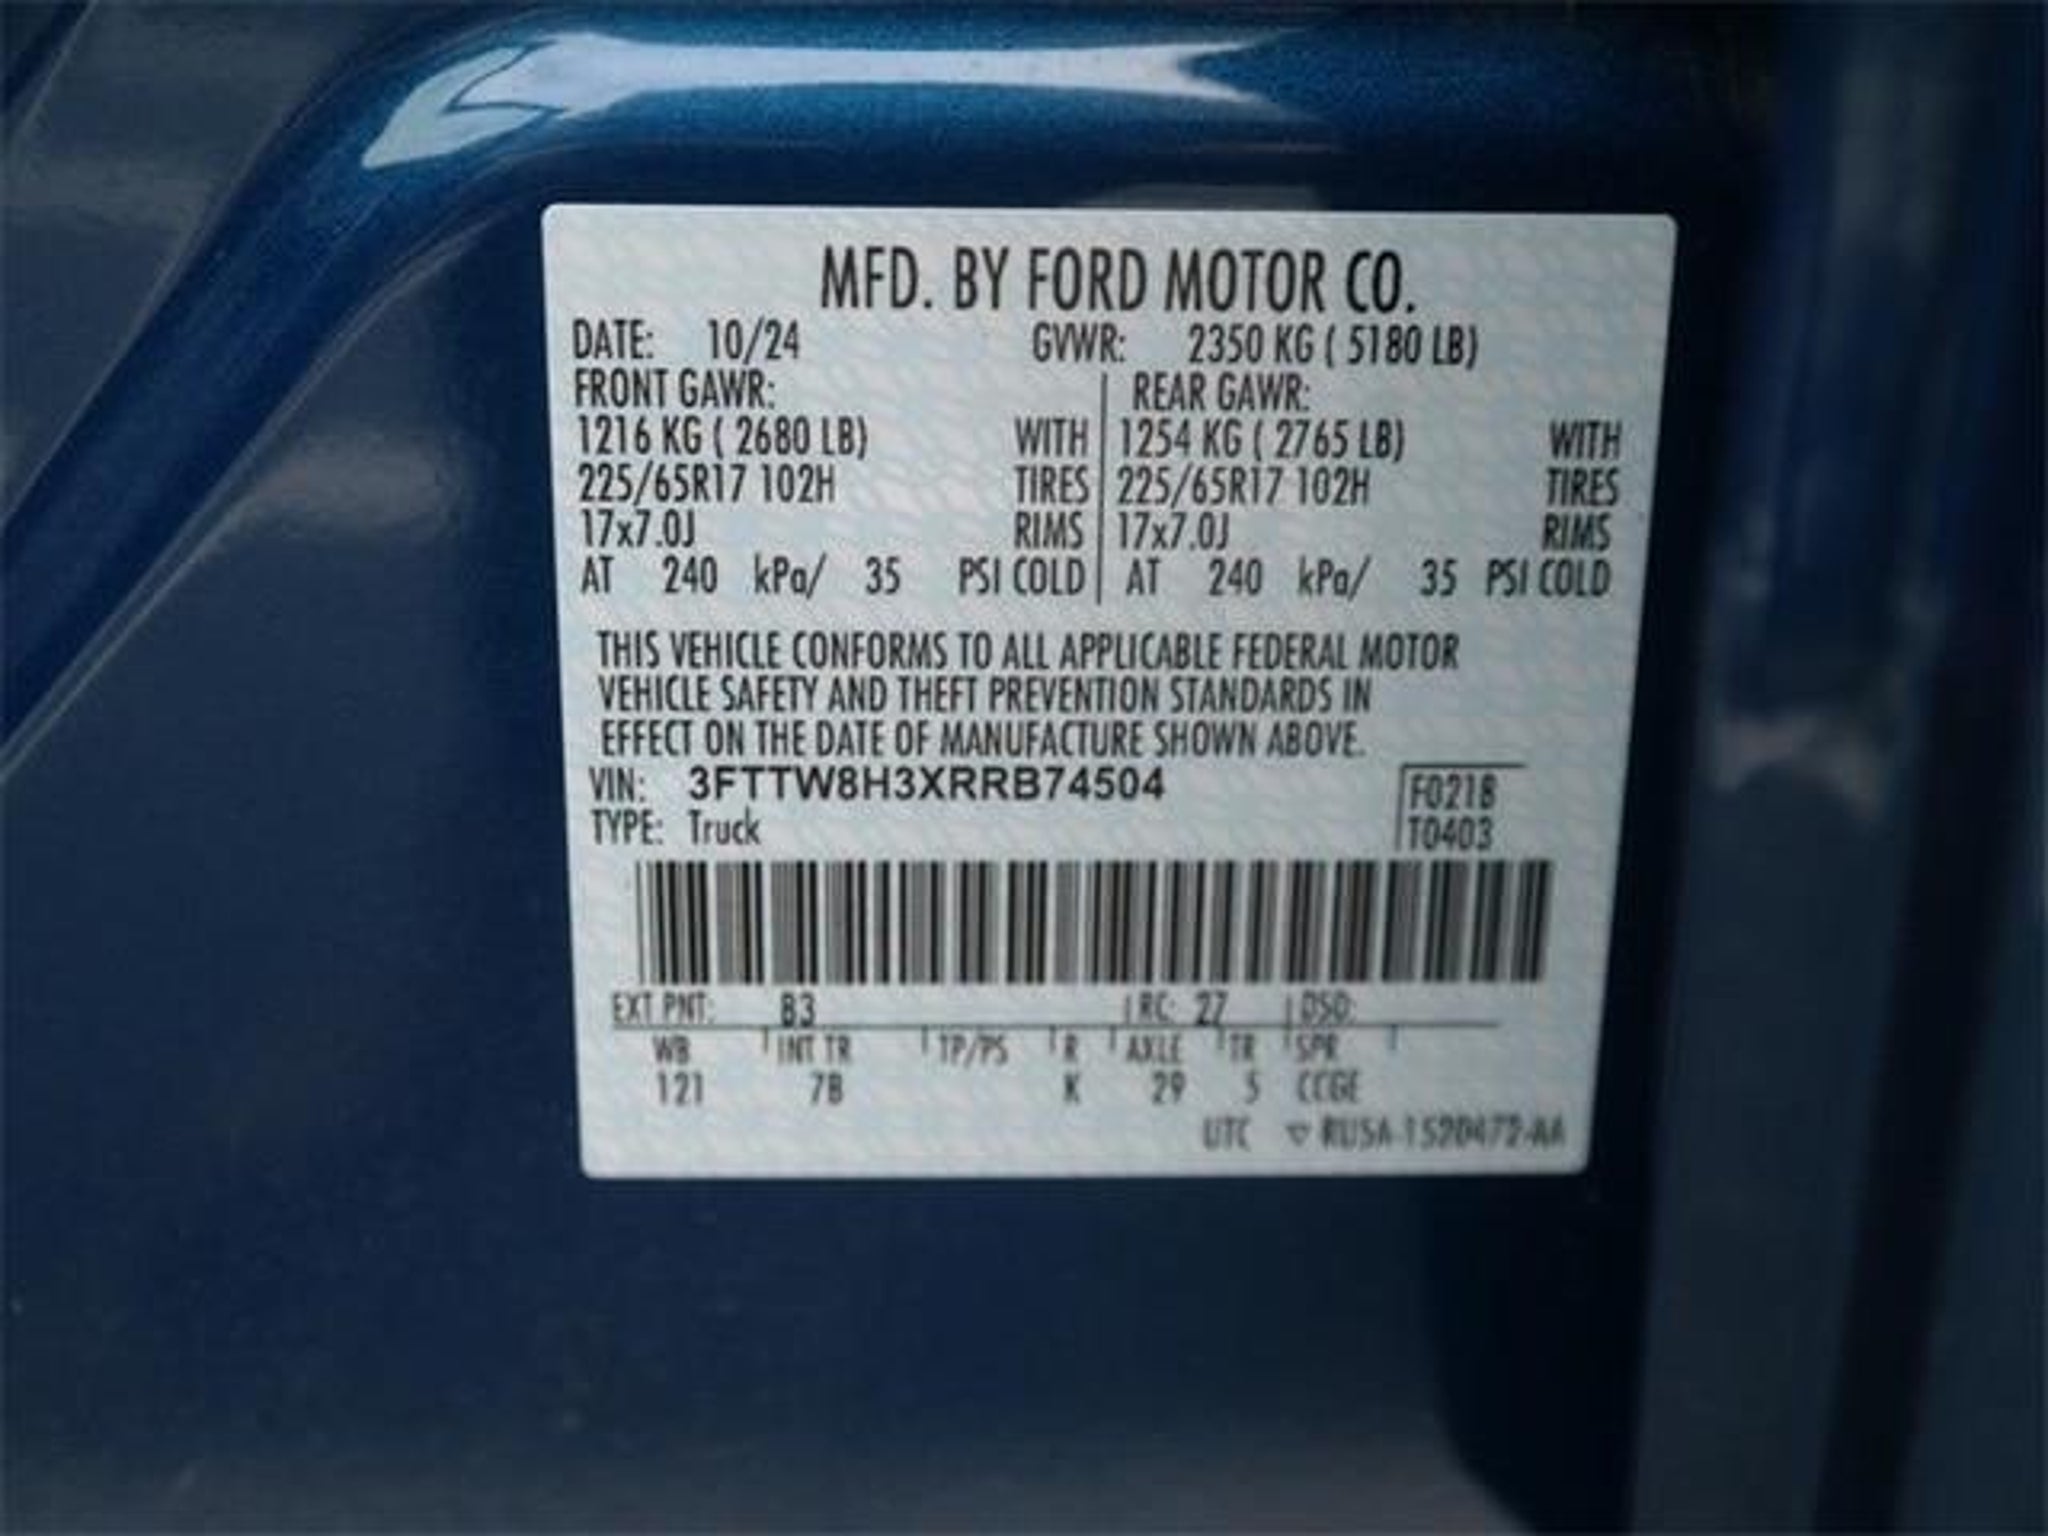 MFD. BY FORD MOTOR CO.
DATE: 10/24 GVWR: 2350 KG ( 5180 LB)
FRONT GAWR: REAR GAWR:
1216 KG ( 2680 LB) WITH 1254 KG ( 2765 LB) WITH
225/65R17 102H TIRES 225/65R17 102H TIRES
17x7.0J RIMS 17x7.0J RIMS
AT 240 kPa/ 35 PSI COLD AT 240 kPa/ 35 PSI COLD
THIS VEHICLE CONFORMS TO ALL APPLICABLE FEDERAL MOTOR
VEHICLE SAFETY AND THEFT PREVENTION STANDARDS IN
EFFECT ON THE DATE OF MANUFACTURE SHOWN ABOVE.
VIN: 3FTTW8H3XRRB74504 F0218
TYPE: Truck T0403
EXT PNT: B3 RC: 27 DSO:
WB INT TR TP/PS R AXLE TR SPR
121 7B K 29 5 CCGE
UTC RU5A-1520472-AA